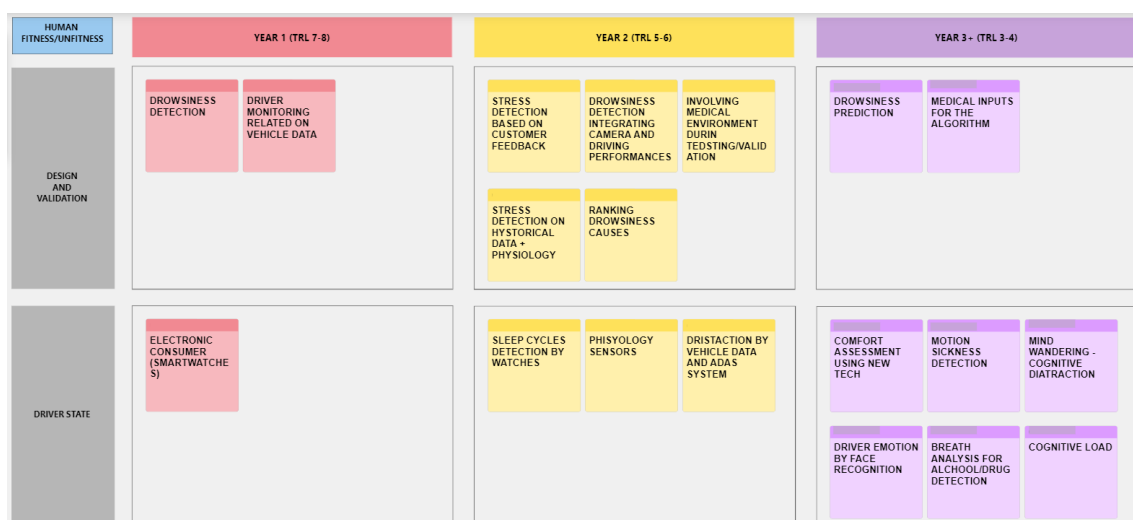 HUMAN
FITNESS/UNFITNESS
YEAR 1 (TRL 7-8)
YEAR 2 (TRL 5-6)
YEAR 3+ (TRL 3-4)
DESIGN
AND
VALIDATION
DROWSINESS
DETECTION
DRIVER
MONITORING
RELATED ON
VEHICLE DATA
STRESS
DETECTION
BASED ON
CUSTOMER
FEEDBACK
DROWSINESS
DETECTION
INTEGRATING
CAMERA AND
DRIVING
PERFORMANCES
INVOLVING
MEDICAL
ENVIRONMENT
DURIN
TEDSTING/VALID
ATION
STRESS
DETECTION ON
HYSTORICAL
DATA +
PHYSIOLOGY
RANKING
DROWSINESS
CAUSES
DROWSINESS
PREDICTION
MEDICAL INPUTS
FOR THE
ALGORITHM
DRIVER STATE
ELECTRONIC
CONSUMER
(SMARTWATCHE
S)
SLEEP CYCLES
DETECTION BY
WATCHES
PHISYOLOGY
SENSORS
DRISTACTION BY
VEHICLE DATA
AND ADAS
SYSTEM
COMFORT
ASSESSMENT
USING NEW
TECH
MOTION
SICKNESS
DETECTION
MIND
WANDERING -
COGNITIVE
DIATRACTION
DRIVER EMOTION
BY FACE
RECOGNITION
BREATH
ANALYSIS FOR
ALCHOOL/DRUG
DETECTION
COGNITIVE LOAD